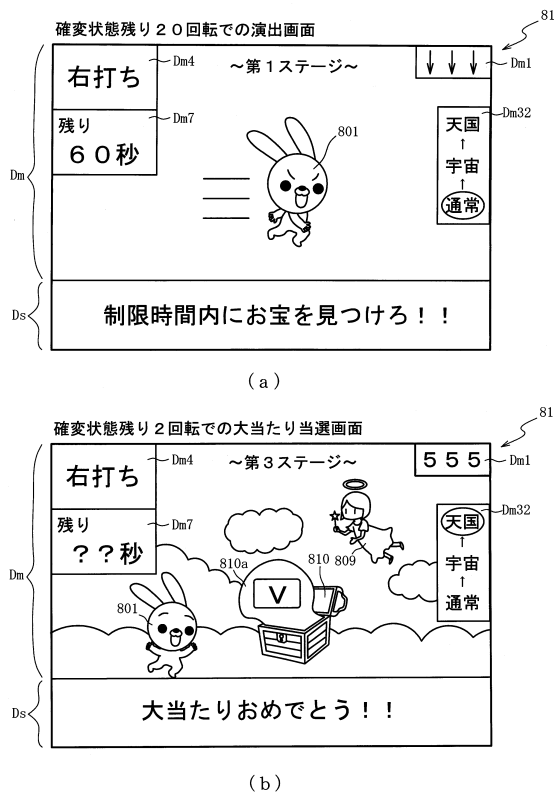 確変状態残り２０回転での演出画面
81
右打ち
Dm4
～第１ステージ～
Dm1
残り
６０秒
Dm7
Dm32
天国
↑
宇宙
↑
通常
801
Dm
Ds
制限時間内にお宝を見つけろ！！
(a)
確変状態残り２回転での大当たり当選画面
81
右打ち
Dm4
～第３ステージ～
５５５
Dm1
残り
？？秒
Dm7
Dm32
天国
↑
宇宙
↑
通常
810a
810
809
801
V
Dm
Ds
大当たりおめでとう！！
(b)